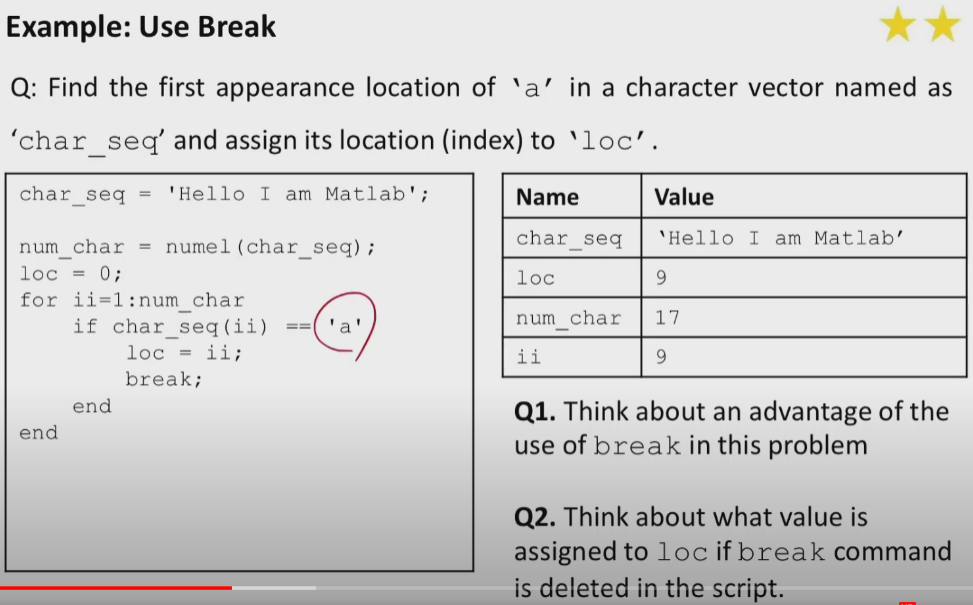 Example: Use Break
Q: Find the first appearance location of ‘a’ in a character vector named as
‘char_seq’ and assign its location (index) to ‘loc’.
char_seq = 'Hello I am Matlab';
num_char = numel(char_seq);
loc = 0;
for ii=1:num_char
if char_seq(ii) == 'a'
loc = ii;
break;
end
end
Name Value
char_seq ‘Hello I am Matlab’
loc 9
num_char 17
ii 9
Q1. Think about an advantage of the
use of break in this problem
Q2. Think about what value is
assigned to loc if break command
is deleted in the script.